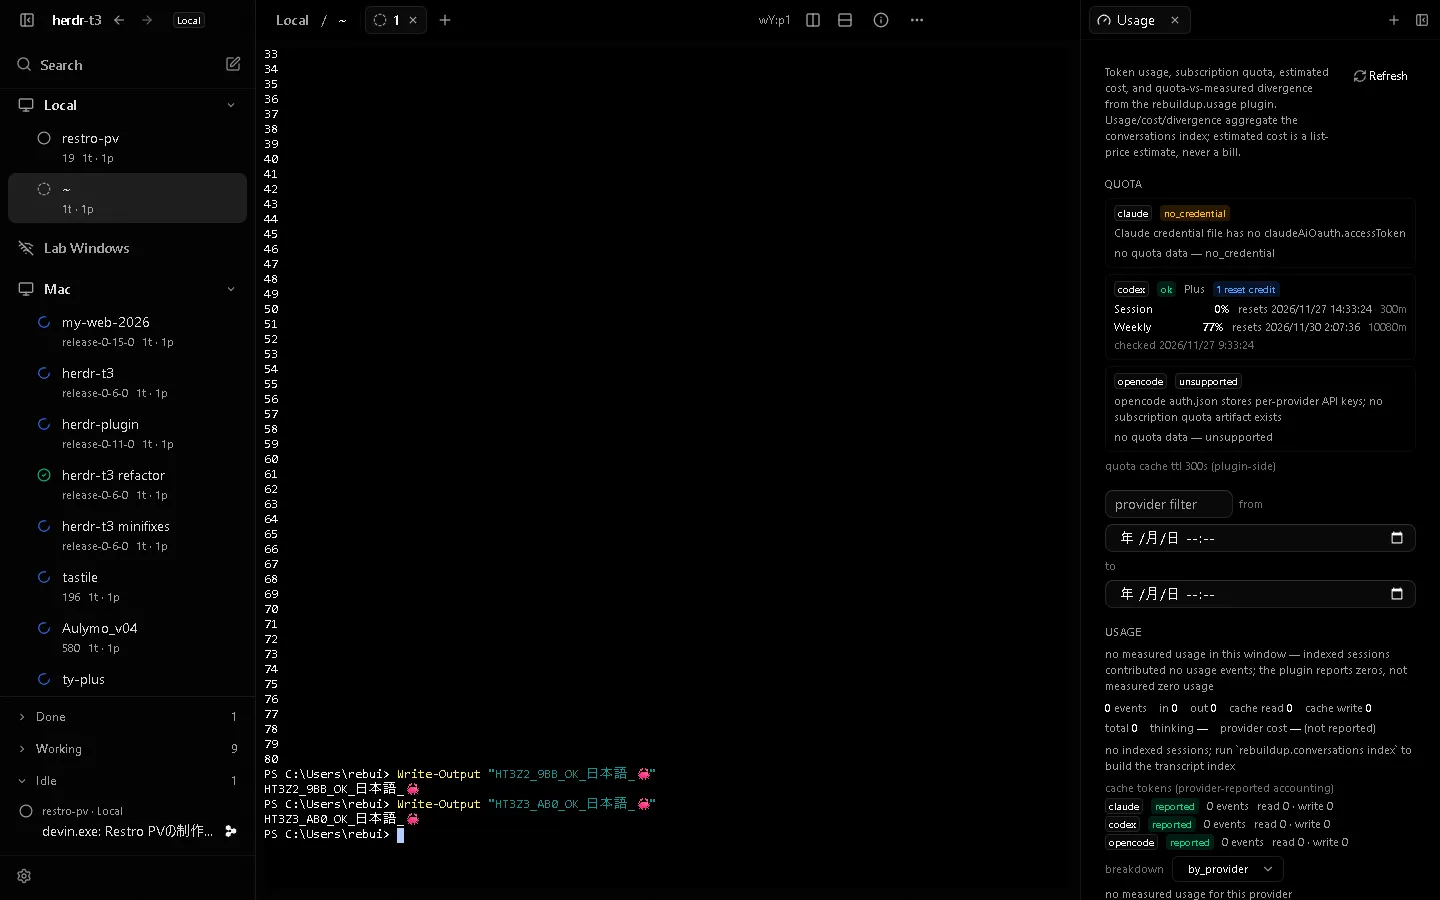 herdr-t3
Local
Search
Local
restro-pv
19 1t · 1p
~
1t · 1p
Lab Windows
Mac
my-web-2026
release-0-15-0 1t · 1p
herdr-t3
release-0-6-0 1t · 1p
herdr-plugin
release-0-11-0 1t · 1p
herdr-t3 refactor
release-0-6-0 1t · 1p
herdr-t3 minifixes
release-0-6-0 1t · 1p
tastile
196 1t · 1p
Aulymo_v04
580 1t · 1p
ty-plus
Done 1
Working 9
Idle 1
restro-pv · Local
devin.exe: Restro PVの制作...
Local / ~
1
wY:p1
33
34
35
36
37
38
39
40
41
42
43
44
45
46
47
48
49
50
51
52
53
54
55
56
57
58
59
60
61
62
63
64
65
66
67
68
69
70
71
72
73
74
75
76
77
78
79
80
PS C:\Users\rebui> Write-Output "HT3Z2_9BB_OK_日本語_🦀"
HT3Z2_9BB_OK_日本語_🦀
PS C:\Users\rebui> Write-Output "HT3Z3_AB0_OK_日本語_🦀"
HT3Z3_AB0_OK_日本語_🦀
PS C:\Users\rebui>
Usage
Token usage, subscription quota, estimated
cost, and quota-vs-measured divergence
from the rebuildup.usage plugin.
Usage/cost/divergence aggregate the
conversations index; estimated cost is a list-
price estimate, never a bill.
Refresh
QUOTA
claude no_credential
Claude credential file has no claudeAiOauth.accessToken
no quota data — no_credential
codex ok Plus 1 reset credit
Session 0% resets 2026/11/27 14:33:24 300m
Weekly 77% resets 2026/11/30 2:07:36 10080m
checked 2026/11/27 9:33:24
opencode unsupported
opencode auth.json stores per-provider API keys; no
subscription quota artifact exists
no quota data — unsupported
quota cache ttl 300s (plugin-side)
provider filter from
年 /月/日 --:--
to
年 /月/日 --:--
USAGE
no measured usage in this window — indexed sessions
contributed no usage events; the plugin reports zeros, not
measured zero usage
0 events in 0 out 0 cache read 0 cache write 0
total 0 thinking — provider cost — (not reported)
no indexed sessions; run `rebuildup.conversations index` to
build the transcript index
cache tokens (provider-reported accounting)
claude reported 0 events read 0 · write 0
codex reported 0 events read 0 · write 0
opencode reported 0 events read 0 · write 0
breakdown by_provider
no measured usage for this provider